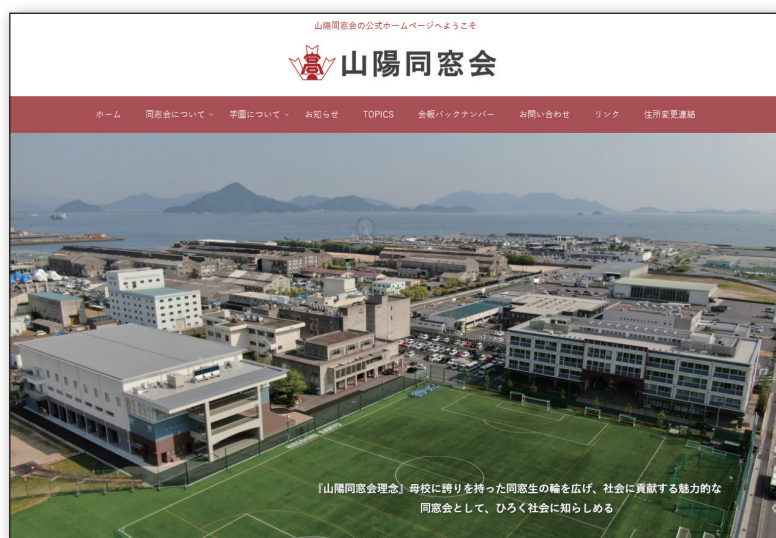 山陽同窓会の公式ホームページへようこそ
高 山陽同窓会
ホーム 同窓会について 学園について お知らせ TOPICS 会報バックナンバー お問い合わせ リンク 住所変更連絡
『山陽同窓会理念』母校に誇りを持った同窓生の輪を広げ、社会に貢献する魅力的な
同窓会として、ひろく社会に知らしめる